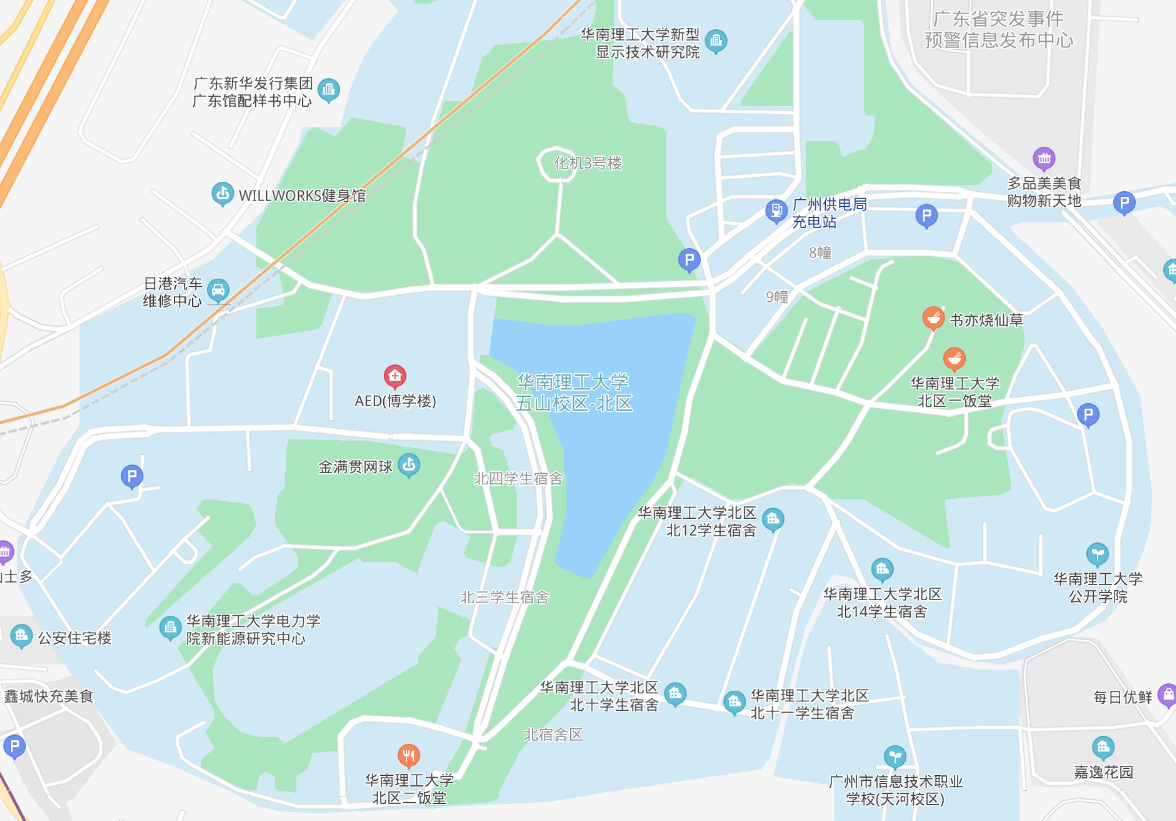 广东省突发事件
预警信息发布中心
华南理工大学新型
显示技术研究院
广东新华发行集团
广东馆配样书中心
化机3号楼
多品美美食
购物新天地
P
WILLWORKS健身馆
广州供电局
充电站
P
8幢
P
日港汽车
维修中心
9幢
书亦烧仙草
华南理工大学
五山校区-北区
华南理工大学
北区一饭堂
AED(博学楼)
P
金满贯网球
P
北四学生宿舍
华南理工大学北区
北12学生宿舍
山士多
华南理工大学
公开学院
华南理工大学北区
北14学生宿舍
北三学生宿舍
华南理工大学电力学
院新能源研究中心
公安住宅楼
鑫城快充美食
华南理工大学北区
北十学生宿舍
华南理工大学北区
北十一学生宿舍
每日优鲜
北宿舍区
P
嘉逸花园
华南理工大学
北区二饭堂
广州市信息技术职业
学校(天河校区)